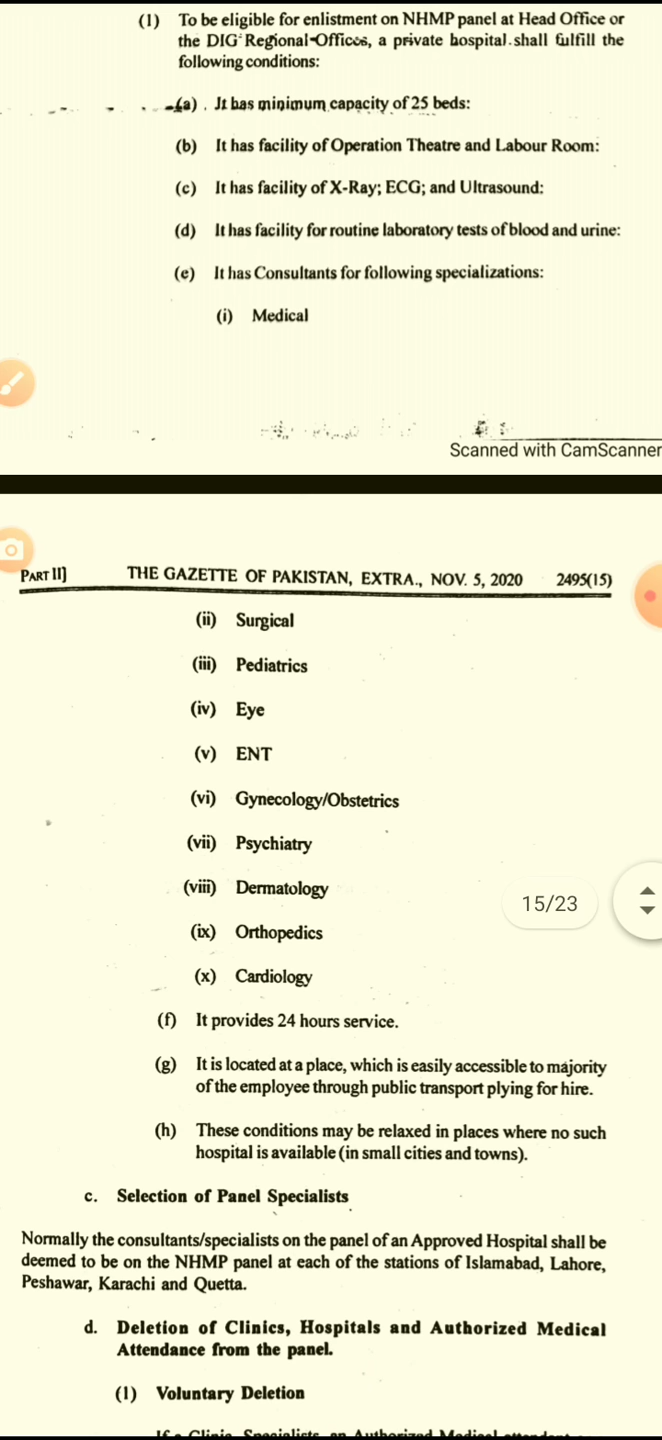 (1) To be eligible for enlistment on NHMP panel at Head Office or
the DIG Regional Offices, a private hospital shall fulfill the
following conditions:
(a) It has minimum capacity of 25 beds:
(b) It has facility of Operation Theatre and Labour Room:
(c) It has facility of X-Ray; ECG; and Ultrasound:
(d) It has facility for routine laboratory tests of blood and urine:
(e) It has Consultants for following specializations:
(i) Medical
Scanned with CamScanner
PART II] THE GAZETTE OF PAKISTAN, EXTRA., NOV. 5, 2020 2495(15)
(ii) Surgical
(iii) Pediatrics
(iv) Eye
(v) ENT
(vi) Gynecology/Obstetrics
(vii) Psychiatry
(viii) Dermatology
15/23
(ix) Orthopedics
(x) Cardiology
(f) It provides 24 hours service.
(g) It is located at a place, which is easily accessible to majority
of the employee through public transport plying for hire.
(h) These conditions may be relaxed in places where no such
hospital is available (in small cities and towns).
c. Selection of Panel Specialists
Normally the consultants/specialists on the panel of an Approved Hospital shall be
deemed to be on the NHMP panel at each of the stations of Islamabad, Lahore,
Peshawar, Karachi and Quetta.
d. Deletion of Clinics, Hospitals and Authorized Medical
Attendance from the panel.
(1) Voluntary Deletion